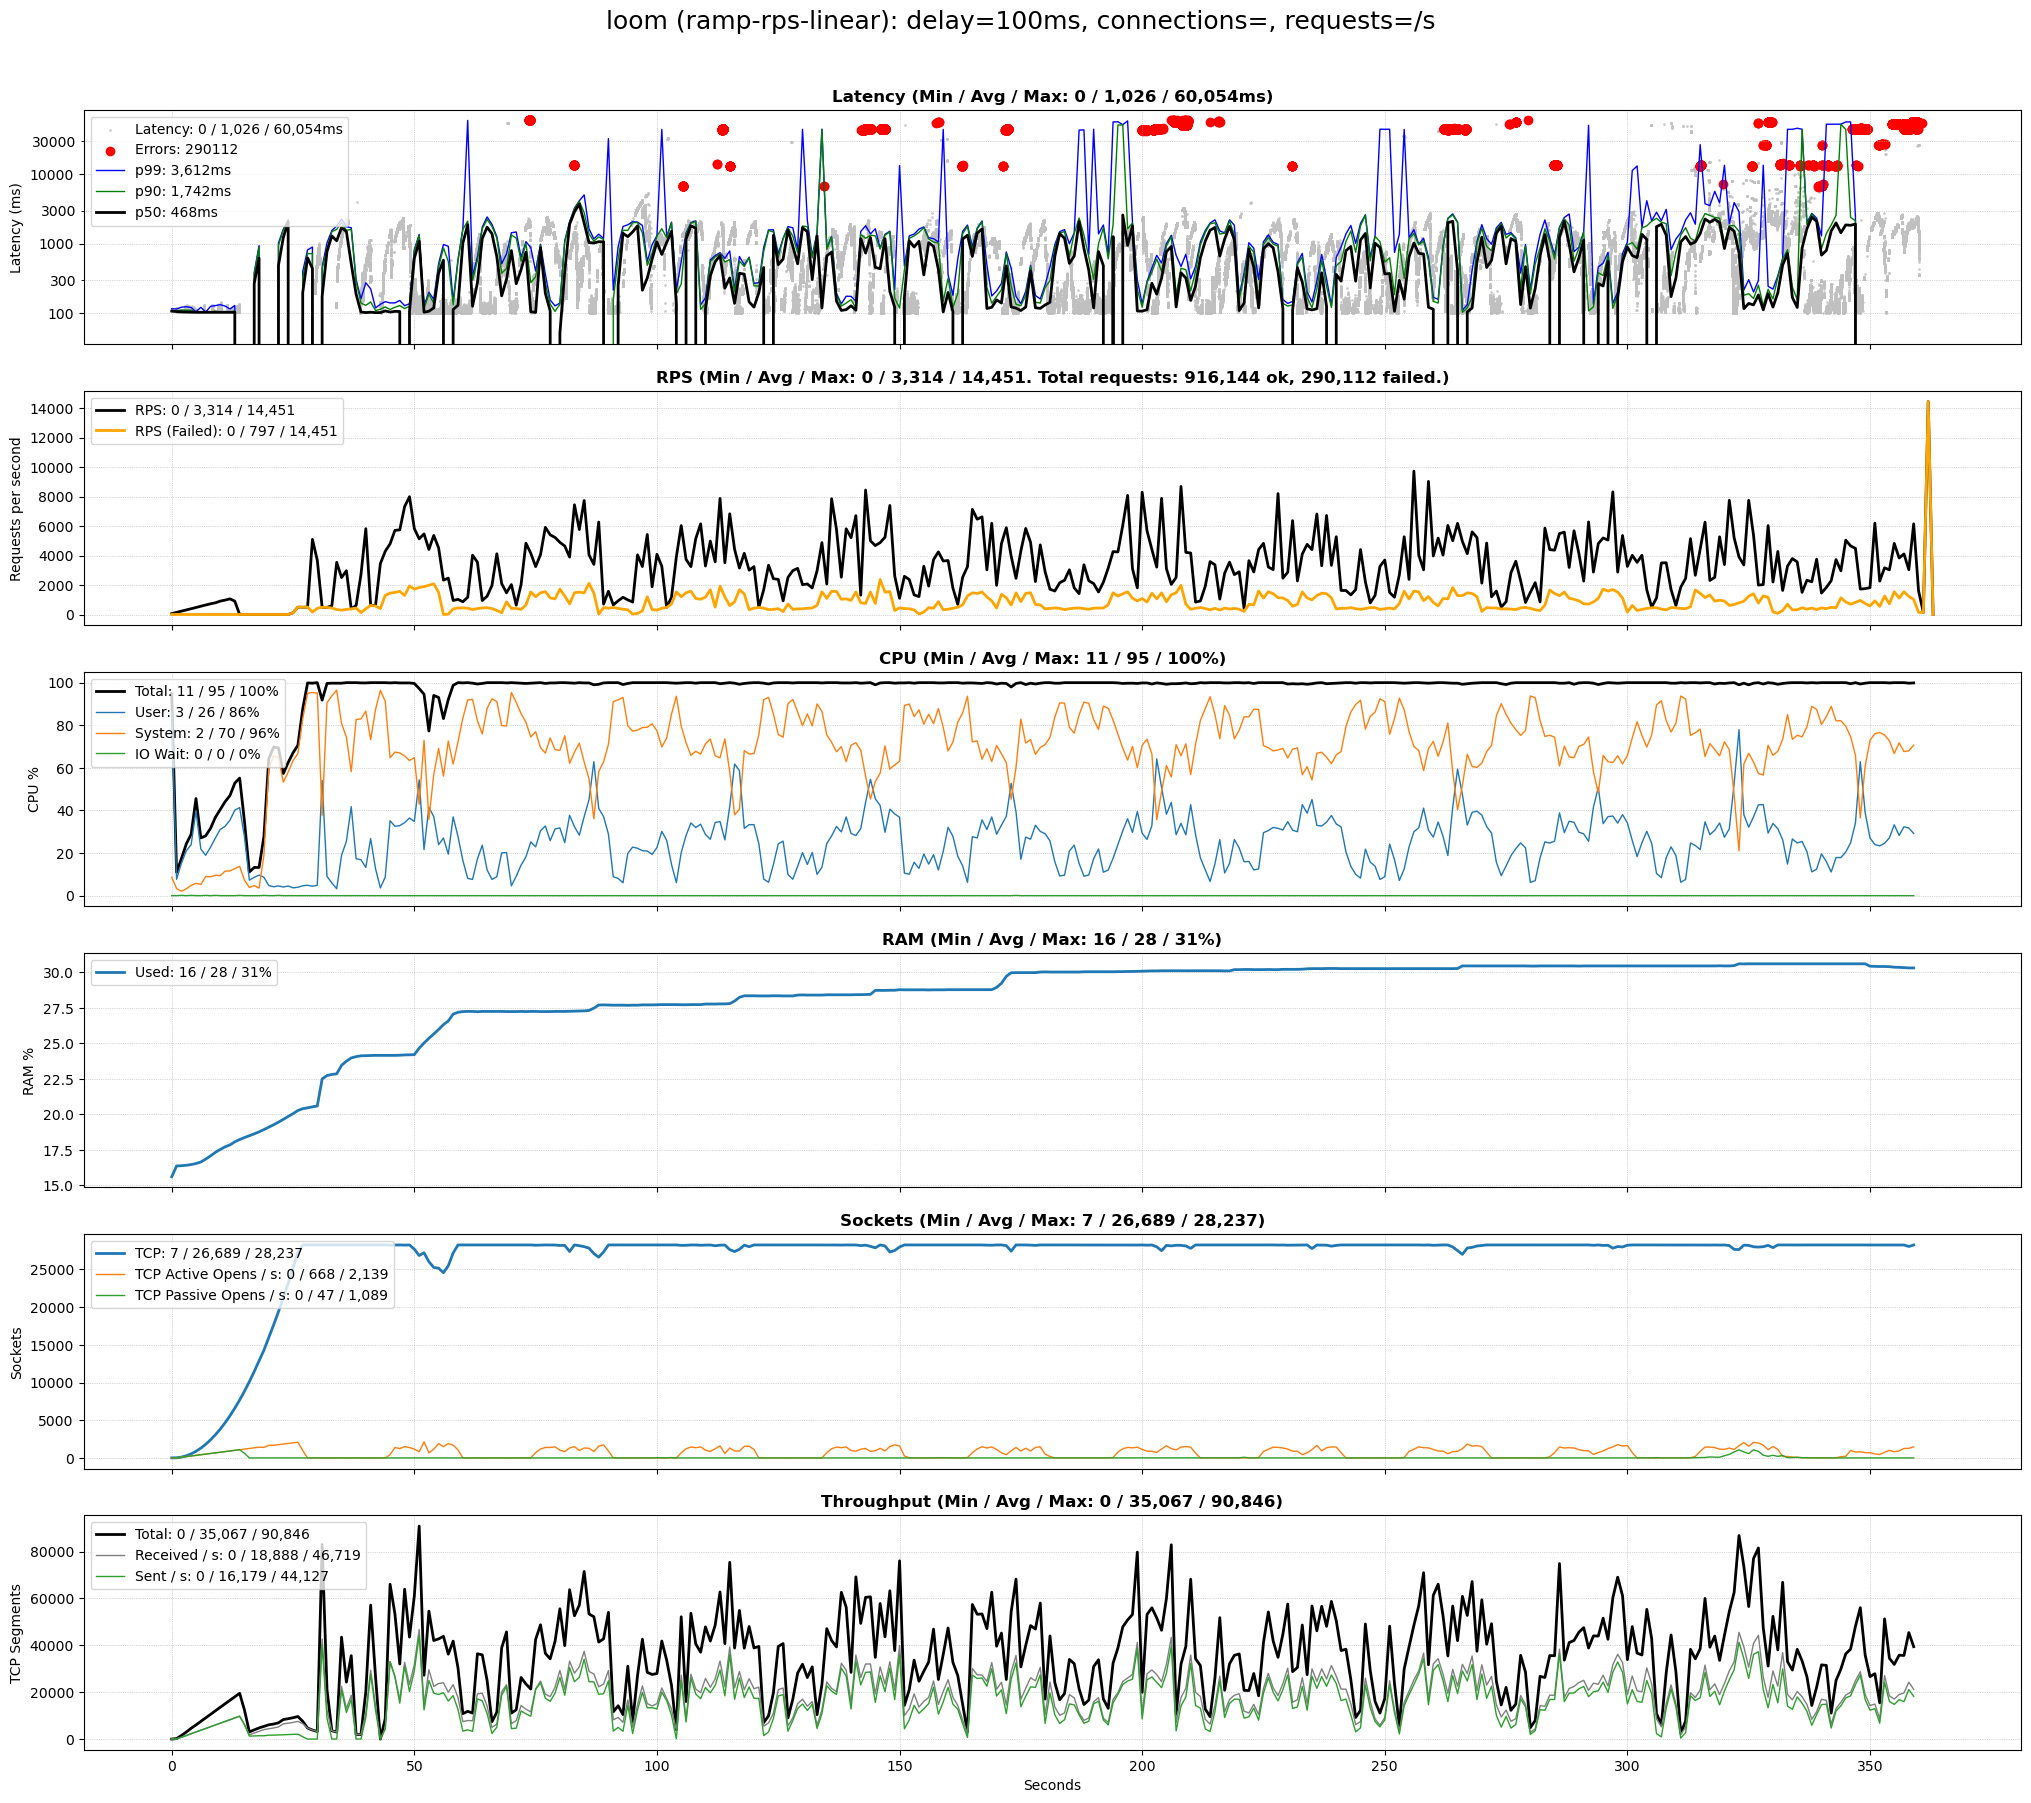 loom (ramp-rps-linear): delay=100ms, connections=, requests=/s
Latency (Min / Avg / Max: 0 / 1,026 / 60,054ms)
Latency (ms)
30000
10000
3000
1000
300
100
Latency: 0 / 1,026 / 60,054ms
Errors: 290112
p99: 3,612ms
p90: 1,742ms
p50: 468ms
RPS (Min / Avg / Max: 0 / 3,314 / 14,451. Total requests: 916,144 ok, 290,112 failed.)
Requests per second
14000
12000
10000
8000
6000
4000
2000
0
RPS: 0 / 3,314 / 14,451
RPS (Failed): 0 / 797 / 14,451
CPU (Min / Avg / Max: 11 / 95 / 100%)
CPU %
100
80
60
40
20
0
Total: 11 / 95 / 100%
User: 3 / 26 / 86%
System: 2 / 70 / 96%
IO Wait: 0 / 0 / 0%
RAM (Min / Avg / Max: 16 / 28 / 31%)
RAM %
30.0
27.5
25.0
22.5
20.0
17.5
15.0
Used: 16 / 28 / 31%
Sockets (Min / Avg / Max: 7 / 26,689 / 28,237)
Sockets
25000
20000
15000
10000
5000
0
TCP: 7 / 26,689 / 28,237
TCP Active Opens / s: 0 / 668 / 2,139
TCP Passive Opens / s: 0 / 47 / 1,089
Throughput (Min / Avg / Max: 0 / 35,067 / 90,846)
TCP Segments
80000
60000
40000
20000
0
Total: 0 / 35,067 / 90,846
Received / s: 0 / 18,888 / 46,719
Sent / s: 0 / 16,179 / 44,127
0 50 100 150 200 250 300 350
Seconds